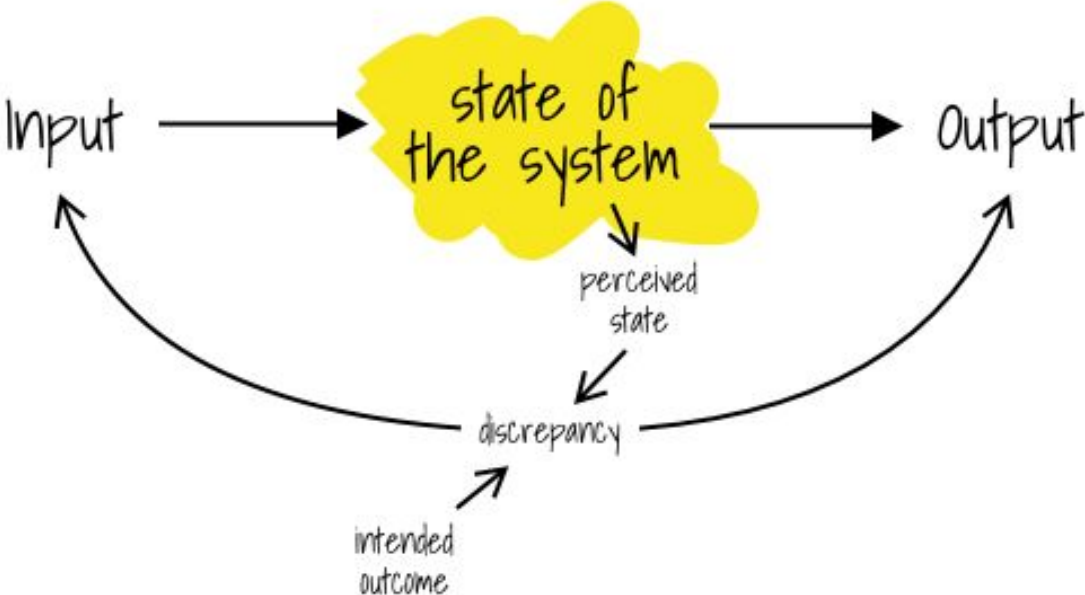 Input
state of
the system
Output
perceived
state
discrepancy
intended
outcome